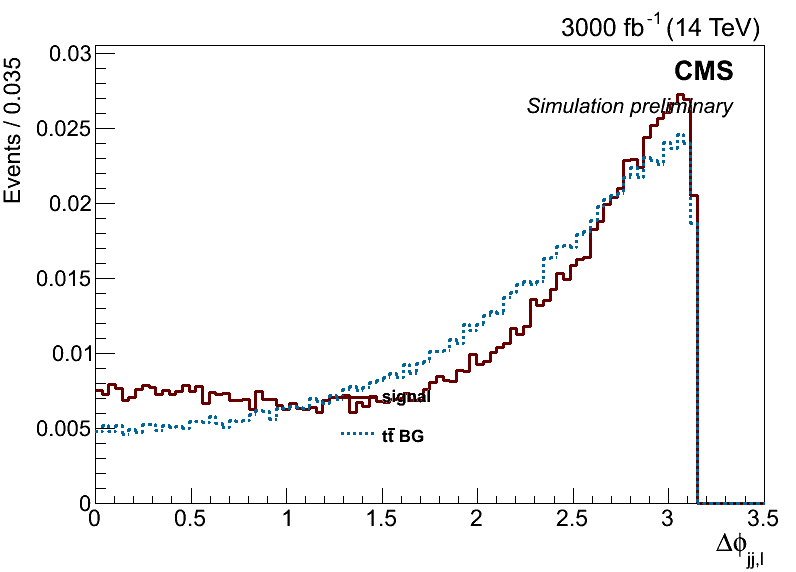 3000 fb⁻¹ (14 TeV)
CMS
Simulation preliminary
Events / 0.035
0.03
0.025
0.02
0.015
0.01
0.005
0
signal
tt̄ BG
0 0.5 1 1.5 2 2.5 3 3.5
Δϕjj,l